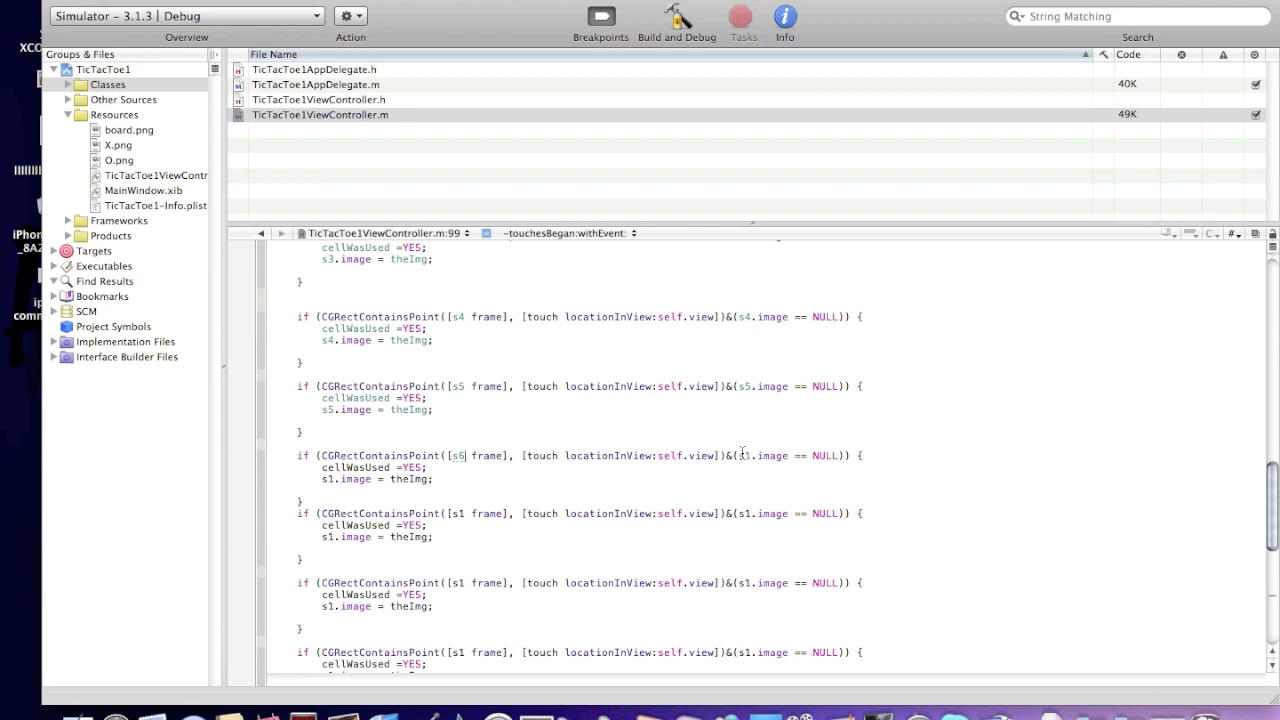 Simulator - 3.1.3 | Debug
String Matching
Overview Action Breakpoints Build and Debug Tasks Info Search
XCO
Groups & Files
File Name Code
TicTacToe1
TicTacToe1AppDelegate.h
Classes
TicTacToe1AppDelegate.m 40K
Other Sources
TicTacToe1ViewController.h
Resources
TicTacToe1ViewController.m 49K
board.png
X.png
O.png
TicTacToe1ViewContr
MainWindow.xib
TicTacToe1-Info.plist
Frameworks
Products
Targets
Executables
Find Results
Bookmarks
SCM
Project Symbols
Implementation Files
Interface Builder Files
iPhon
_8A2
ip
comm
TicTacToe1ViewController.m:99 -touchesBegan:withEvent:
cellWasUsed =YES;
s3.image = theImg;
}
if (CGRectContainsPoint([s4 frame], [touch locationInView:self.view])&(s4.image == NULL)) {
cellWasUsed =YES;
s4.image = theImg;
}
if (CGRectContainsPoint([s5 frame], [touch locationInView:self.view])&(s5.image == NULL)) {
cellWasUsed =YES;
s5.image = theImg;
}
if (CGRectContainsPoint([s6 frame], [touch locationInView:self.view])&(s1.image == NULL)) {
cellWasUsed =YES;
s1.image = theImg;
}
if (CGRectContainsPoint([s1 frame], [touch locationInView:self.view])&(s1.image == NULL)) {
cellWasUsed =YES;
s1.image = theImg;
}
if (CGRectContainsPoint([s1 frame], [touch locationInView:self.view])&(s1.image == NULL)) {
cellWasUsed =YES;
s1.image = theImg;
}
if (CGRectContainsPoint([s1 frame], [touch locationInView:self.view])&(s1.image == NULL)) {
cellWasUsed =YES;